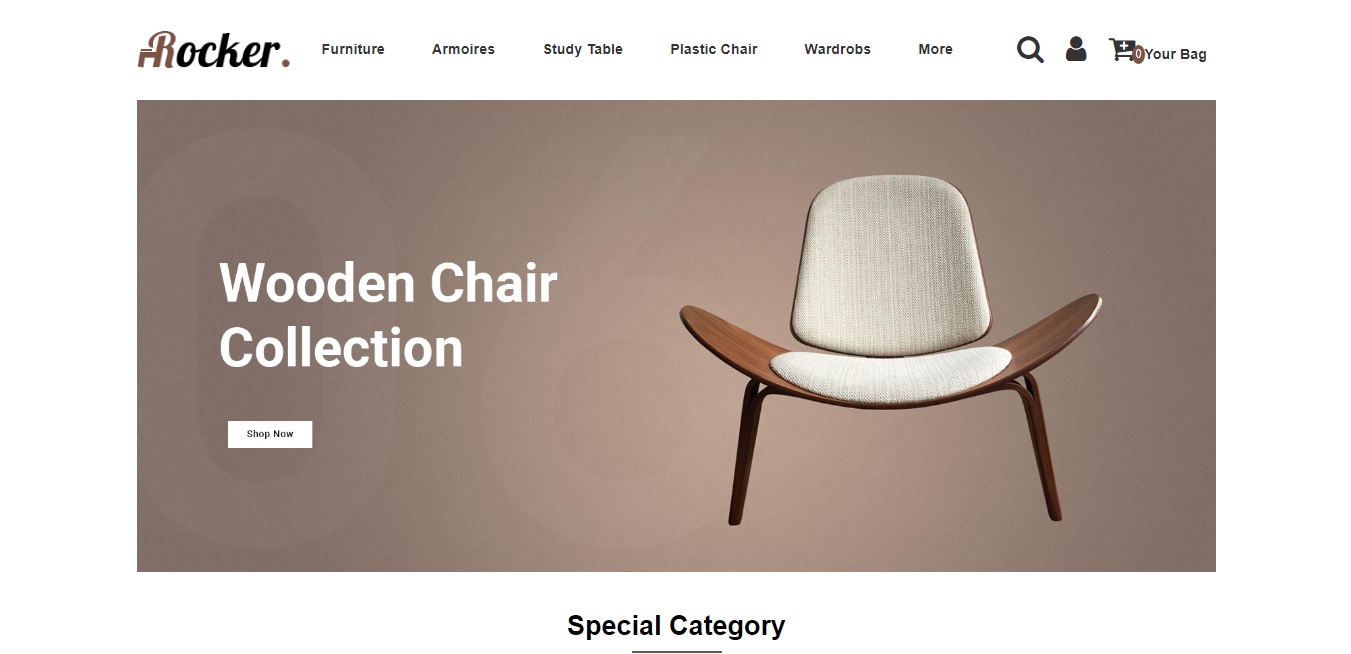 Rocker.
Furniture
Armoires
Study Table
Plastic Chair
Wardrobs
More
0
Your Bag
06
Wooden Chair
Collection
Shop Now
Special Category